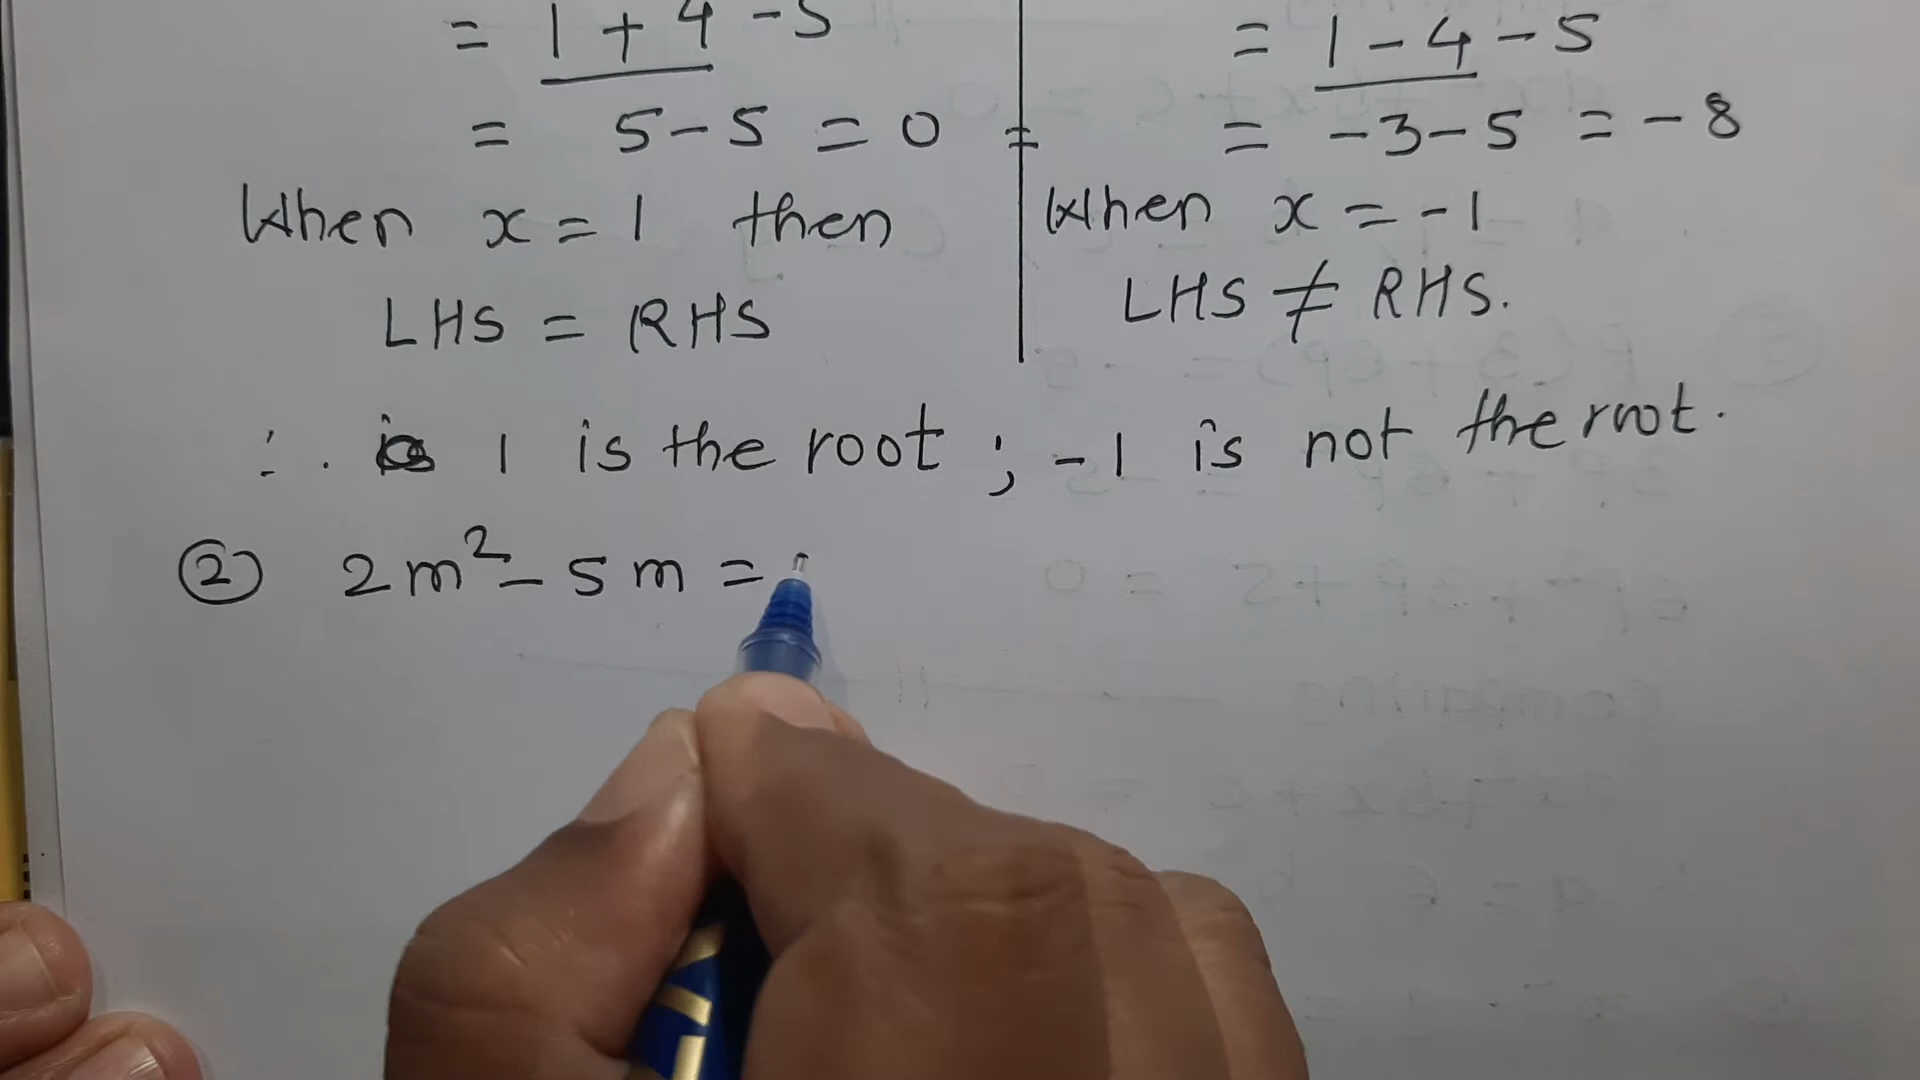 = 1 + 4 - 5
= 5 - 5 = 0 ‡
When x = 1 then
LHS = RHS
= 1 - 4 - 5
= -3 - 5 = -8
When x = -1
LHS ≠ RHS.
∴ 1 is the root ; -1 is not the root.
② 2m² - 5m =